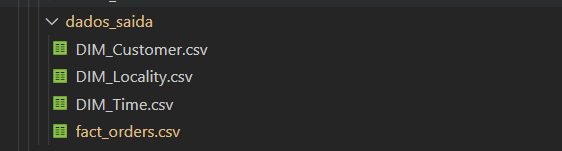 dados_saida
DIM_Customer.csv
DIM_Locality.csv
DIM_Time.csv
fact_orders.csv